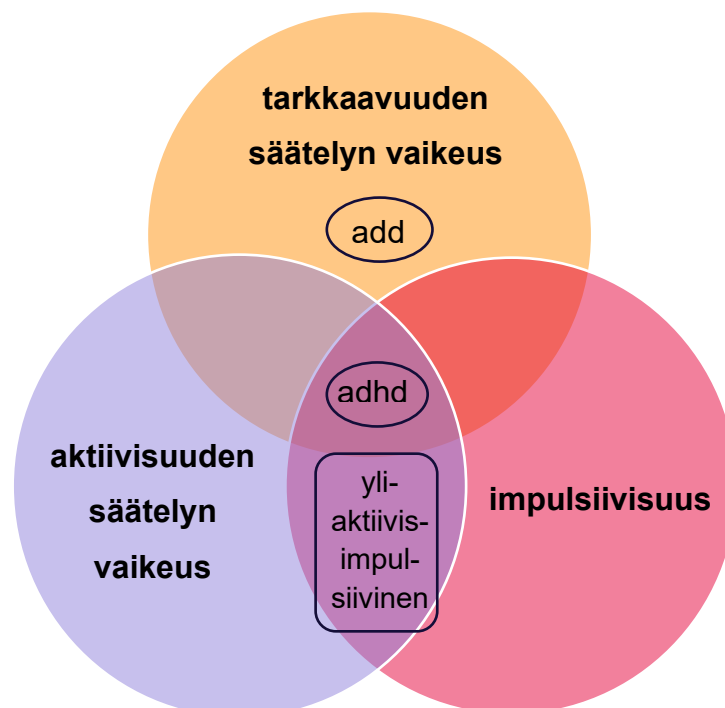 tarkkaavuuden
säätelyn vaikeus
add
adhd
aktiivisuuden
säätelyn
vaikeus
yli-
aktiivis-
impul-
siivinen
impulsiivisuus